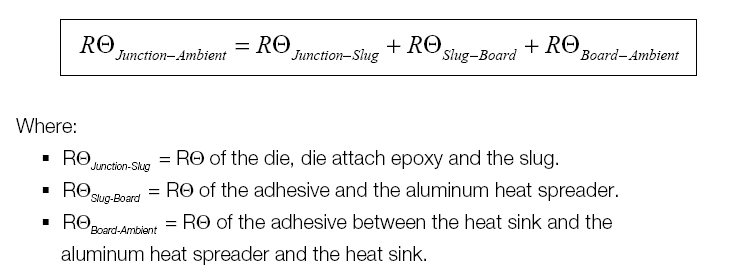 RΘJunction–Ambient = RΘJunction–Slug + RΘSlug–Board + RΘBoard–Ambient
Where:
▪ RΘJunction-Slug = RΘ of the die, die attach epoxy and the slug.
▪ RΘSlug-Board = RΘ of the adhesive and the aluminum heat spreader.
▪ RΘBoard-Ambient = RΘ of the adhesive between the heat sink and the
aluminum heat spreader and the heat sink.